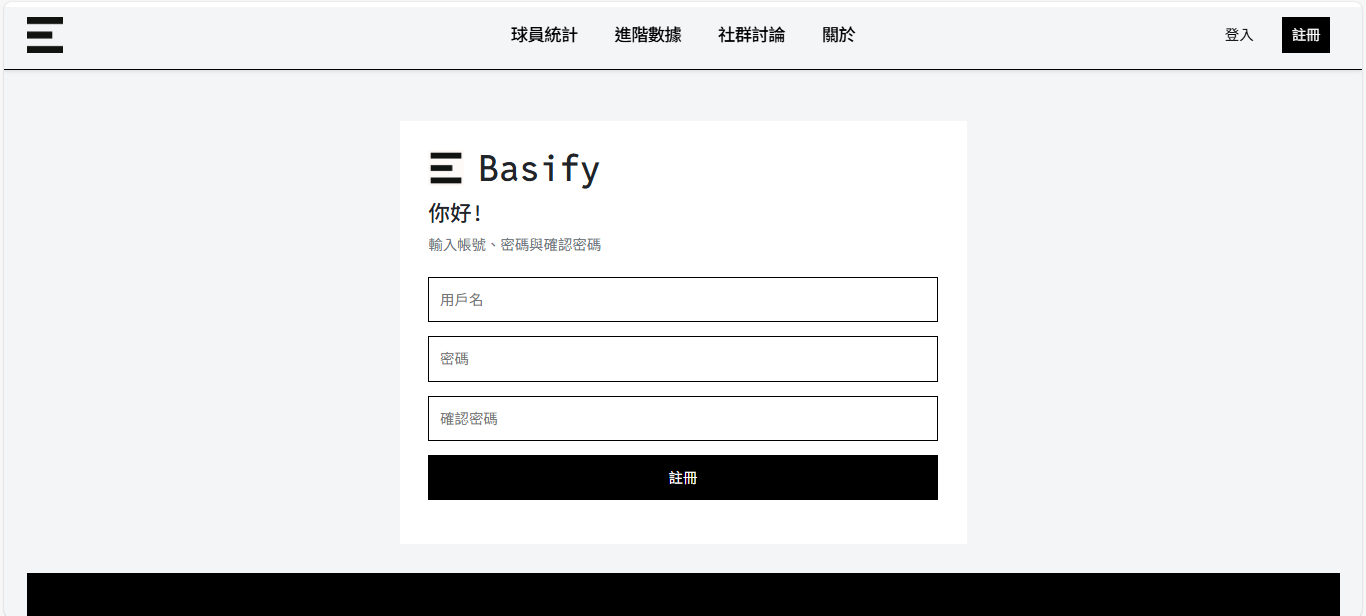 球員統計 進階數據 社群討論 關於 登入 註冊
Basify
你好!
輸入帳號、密碼與確認密碼
用戶名
密碼
確認密碼
註冊